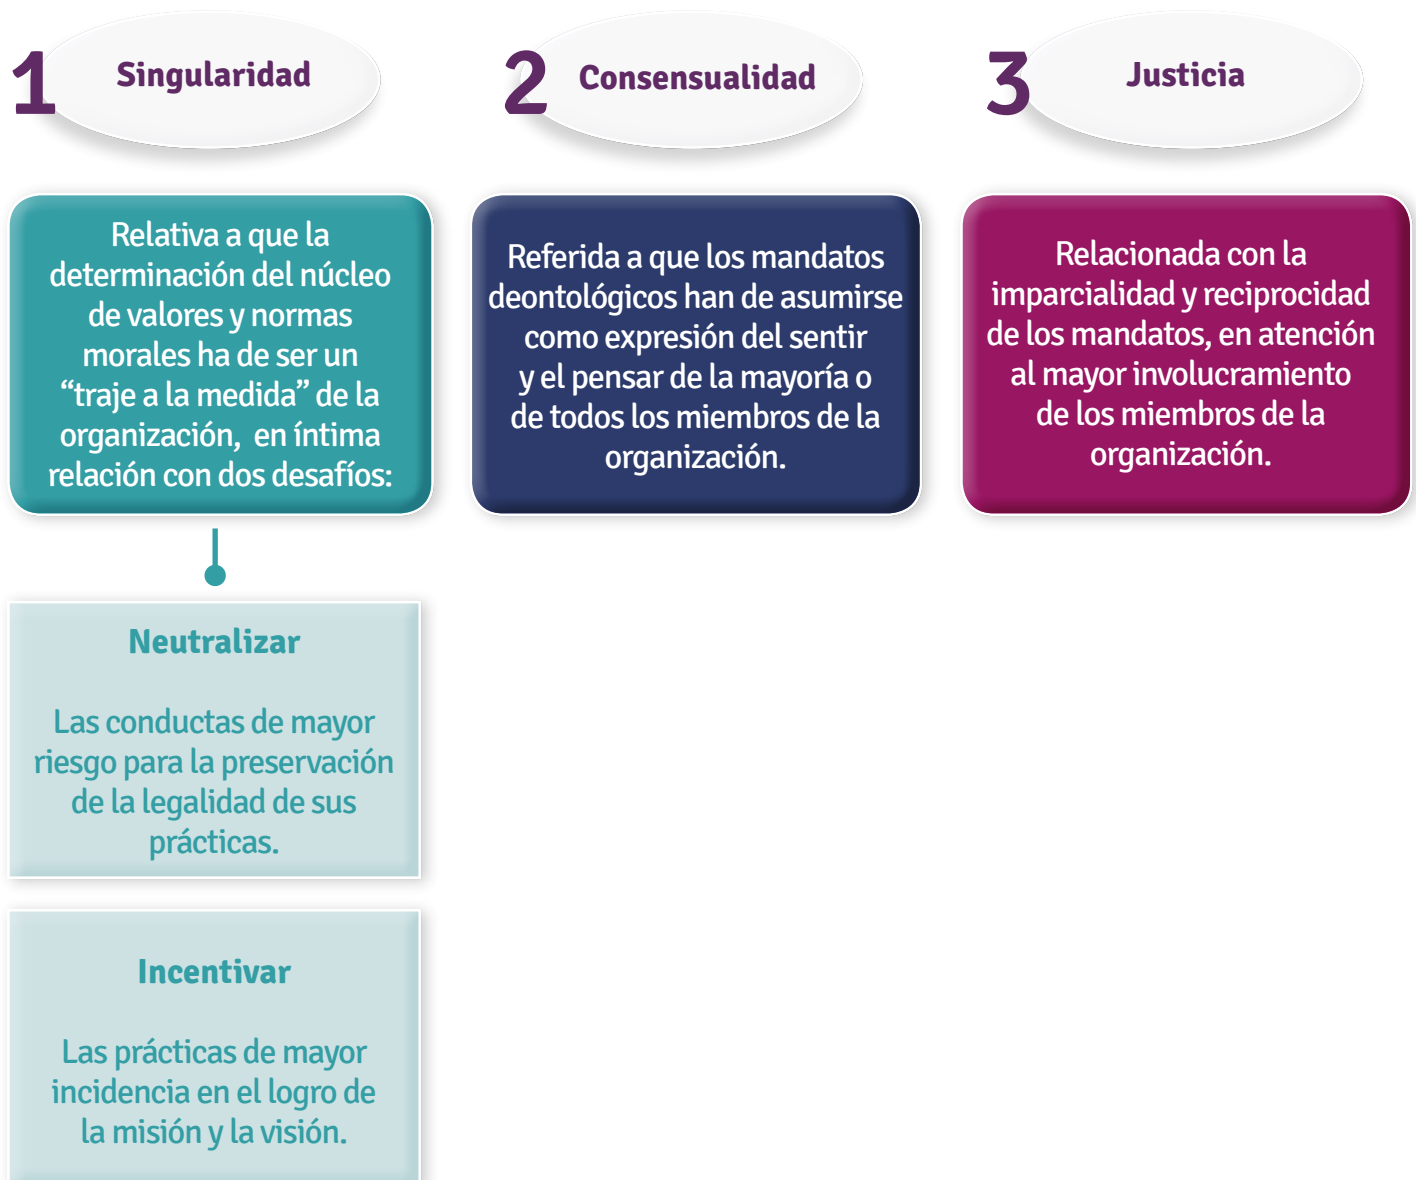 1 Singularidad
Relativa a que la
determinación del núcleo
de valores y normas
morales ha de ser un
“traje a la medida” de la
organización, en íntima
relación con dos desafíos:
Neutralizar
Las conductas de mayor
riesgo para la preservación
de la legalidad de sus
prácticas.
Incentivar
Las prácticas de mayor
incidencia en el logro de
la misión y la visión.
2 Consensualidad
Referida a que los mandatos
deontológicos han de asumirse
como expresión del sentir
y el pensar de la mayoría o
de todos los miembros de la
organización.
3 Justicia
Relacionada con la
imparcialidad y reciprocidad
de los mandatos, en atención
al mayor involucramiento
de los miembros de la
organización.